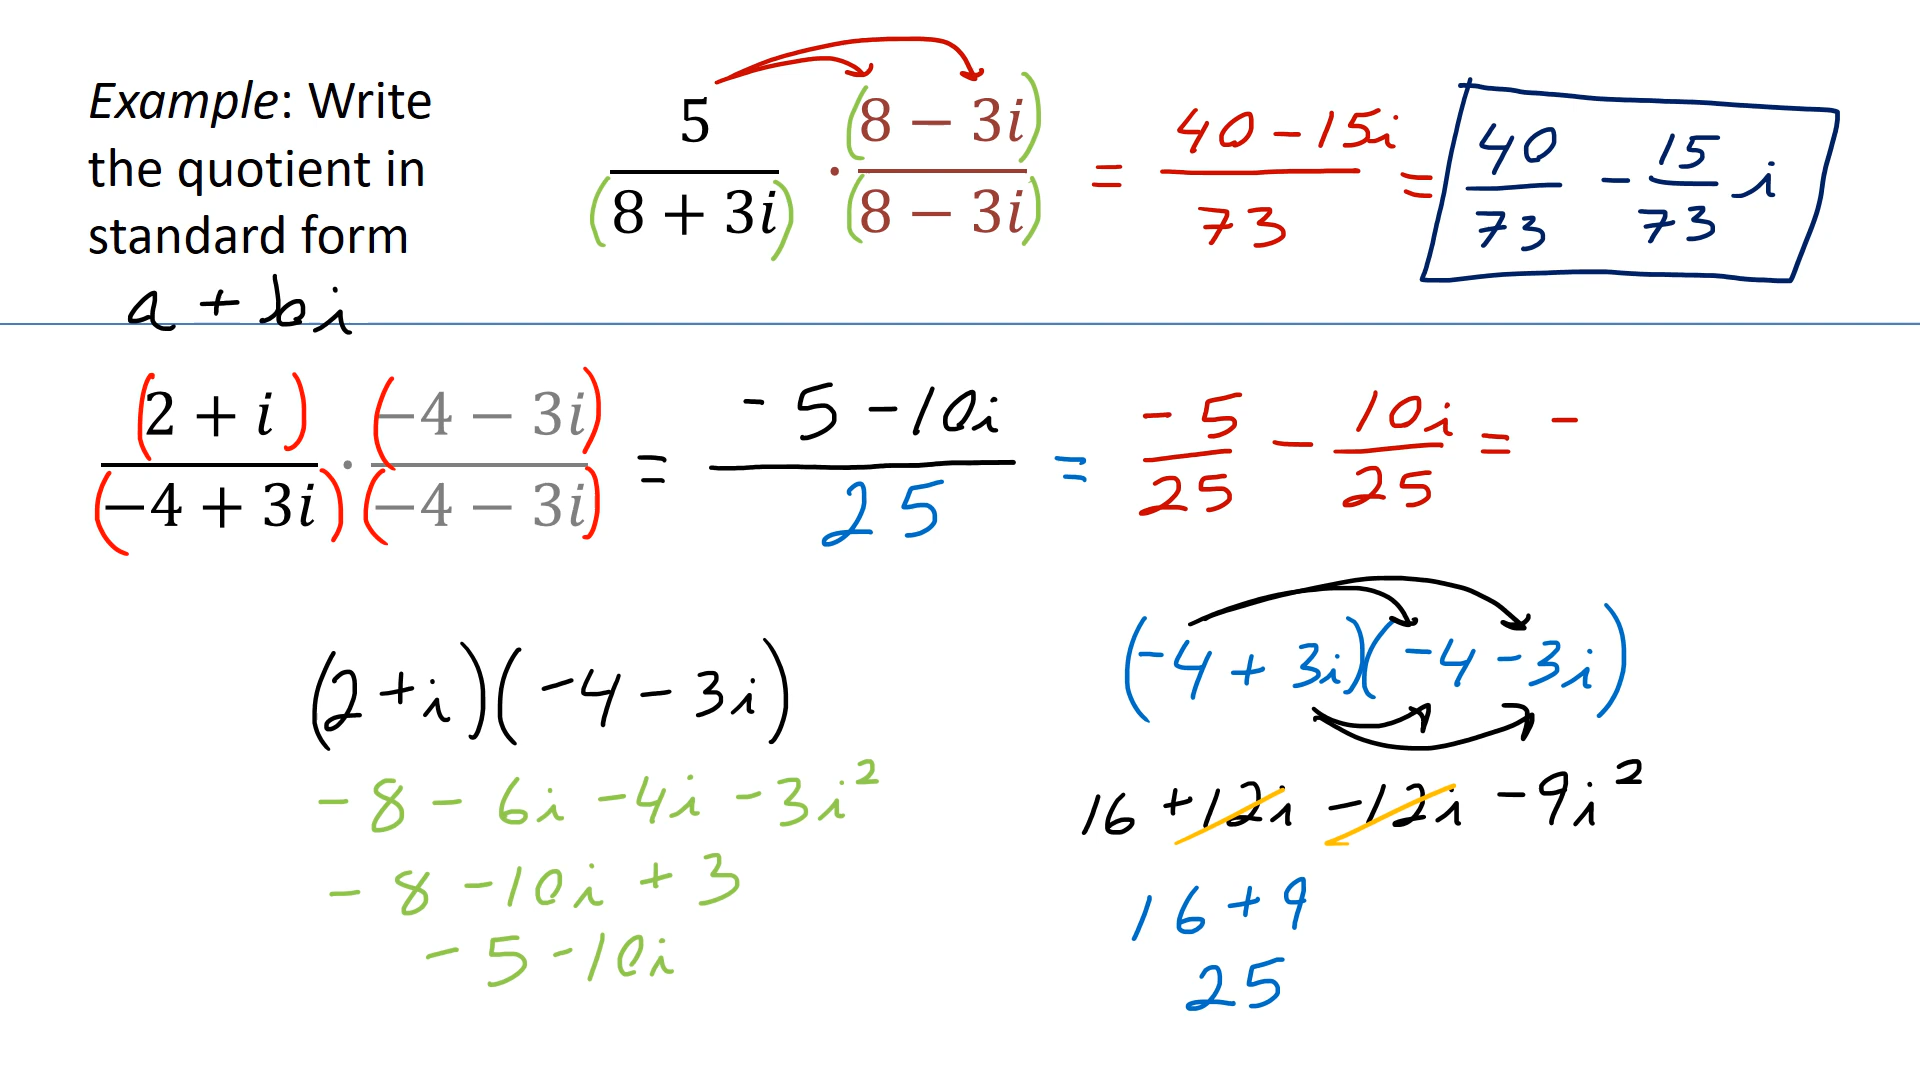 Example: Write
the quotient in
standard form
a + bi
5/(8 + 3i) · (8 − 3i)/(8 − 3i) = (40 − 15i)/73 = 40/73 − 15/73 i
(2 + i)/(−4 + 3i) · (−4 − 3i)/(−4 − 3i) = (−5 − 10i)/25 = −5/25 − 10i/25 = −
(2 + i)(−4 − 3i)
−8 − 6i − 4i − 3i²
−8 − 10i + 3
−5 − 10i
(−4 + 3i)(−4 − 3i)
16 + 12i − 12i − 9i²
16 + 9
25